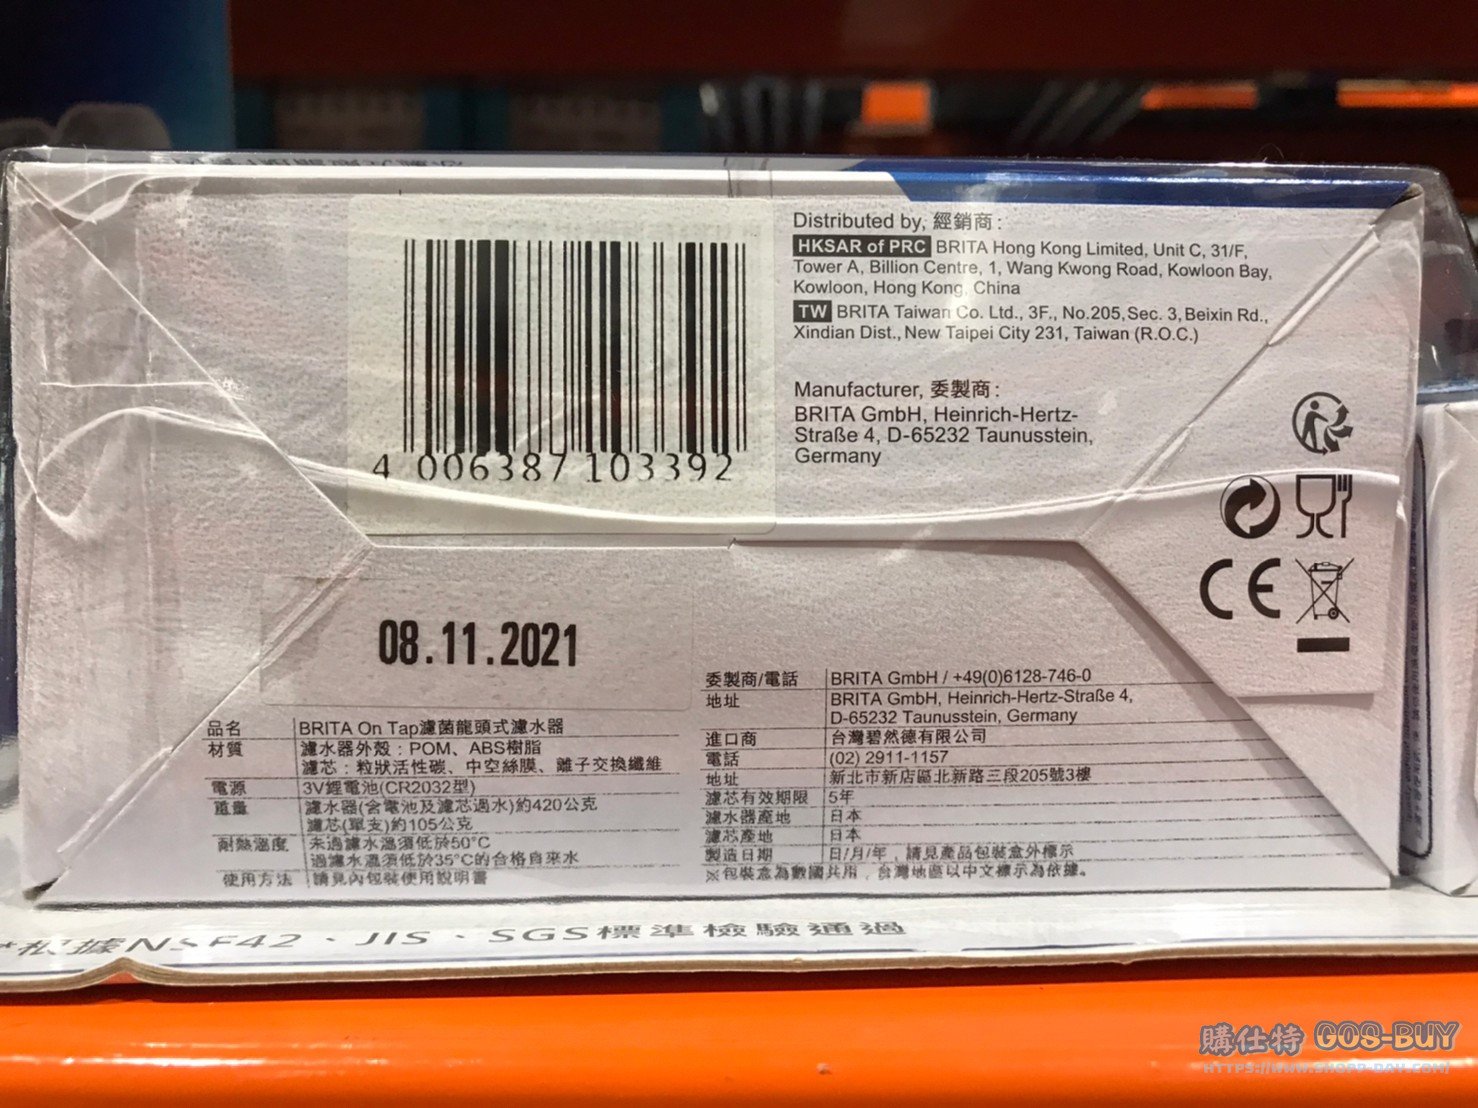 Distributed by, 經銷商:
HKSAR of PRC BRITA Hong Kong Limited, Unit C, 31/F,
Tower A, Billion Centre, 1, Wang Kwong Road, Kowloon Bay,
Kowloon, Hong Kong, China
TW BRITA Taiwan Co. Ltd., 3F., No.205, Sec. 3, Beixin Rd.,
Xindian Dist., New Taipei City 231, Taiwan (R.O.C.)
Manufacturer, 委製商:
BRITA GmbH, Heinrich-Hertz-
Straße 4, D-65232 Taunusstein,
Germany
4 006387 103392
CE
08.11.2021
品名 BRITA On Tap濾菌龍頭式濾水器
材質 濾水器外殼：POM、ABS樹脂
濾芯：粒狀活性碳、中空絲膜、離子交換纖維
電源 3V鋰電池(CR2032型)
重量 濾水器(含電池及濾芯過水)約420公克
濾芯(單支)約105公克
耐熱溫度 未過濾水溫須低於50°C
過濾水溫須低於35°C的合格自來水
使用方法 請見內包裝使用說明書
委製商/電話 BRITA GmbH / +49(0)6128-746-0
地址 BRITA GmbH, Heinrich-Hertz-Straße 4,
D-65232 Taunusstein, Germany
進口商 台灣碧然德有限公司
電話 (02) 2911-1157
地址 新北市新店區北新路三段205號3樓
濾芯有效期限 5年
濾水器產地 日本
濾芯產地 日本
製造日期 日/月/年，請見產品包裝盒外標示
※包裝盒為數國共用，台灣地區以中文標示為依據。
*根據NSF42、JIS、SGS標準檢驗通過
購仕特 GOS-BUY
HTTPS://WWW.SHOPP-DAY.COM/